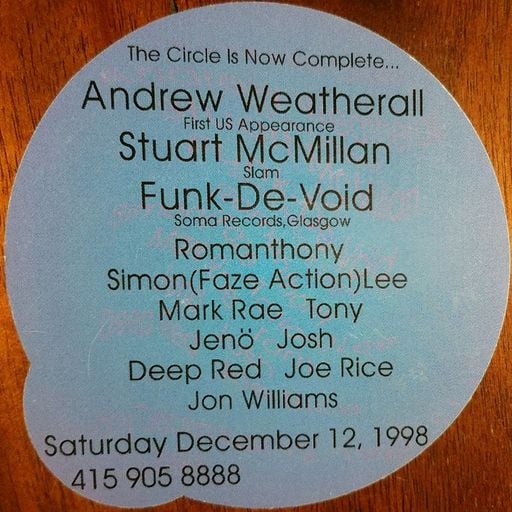 The Circle Is Now Complete...
Andrew Weatherall
First US Appearance
Stuart McMillan
Slam
Funk-De-Void
Soma Records,Glasgow
Romanthony
Simon(Faze Action)Lee
Mark Rae Tony
Jenö Josh
Deep Red Joe Rice
Jon Williams
Saturday December 12, 1998
415 905 8888